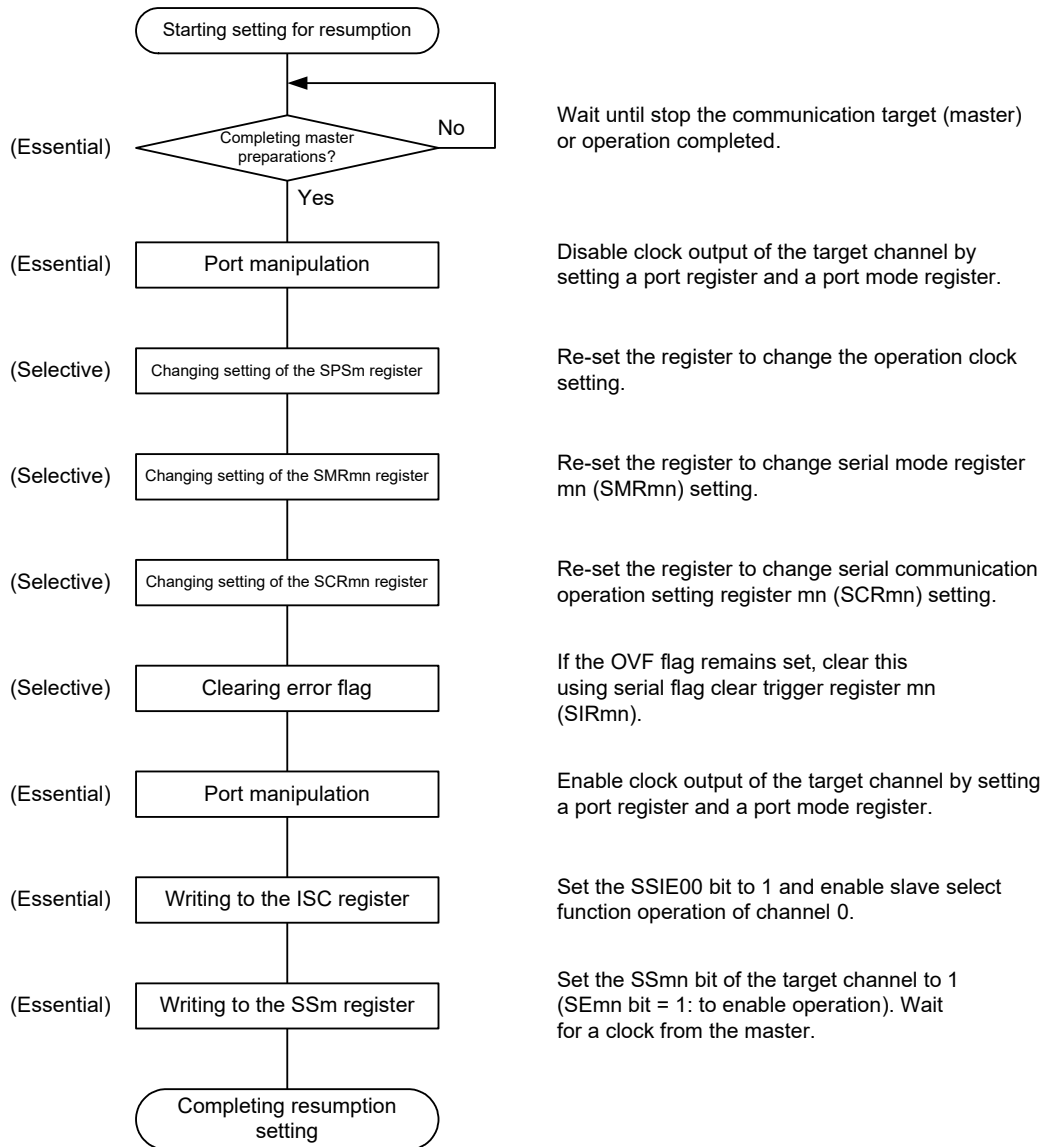 Starting setting for resumption
(Essential)
Completing master
preparations?
No
Wait until stop the communication target (master)
or operation completed.
Yes
(Essential)
Port manipulation
Disable clock output of the target channel by
setting a port register and a port mode register.
(Selective)
Changing setting of the SPSm register
Re-set the register to change the operation clock
setting.
(Selective)
Changing setting of the SMRmn register
Re-set the register to change serial mode register
mn (SMRmn) setting.
(Selective)
Changing setting of the SCRmn register
Re-set the register to change serial communication
operation setting register mn (SCRmn) setting.
(Selective)
Clearing error flag
If the OVF flag remains set, clear this
using serial flag clear trigger register mn
(SIRmn).
(Essential)
Port manipulation
Enable clock output of the target channel by setting
a port register and a port mode register.
(Essential)
Writing to the ISC register
Set the SSIE00 bit to 1 and enable slave select
function operation of channel 0.
(Essential)
Writing to the SSm register
Set the SSmn bit of the target channel to 1
(SEmn bit = 1: to enable operation). Wait
for a clock from the master.
Completing resumption
setting